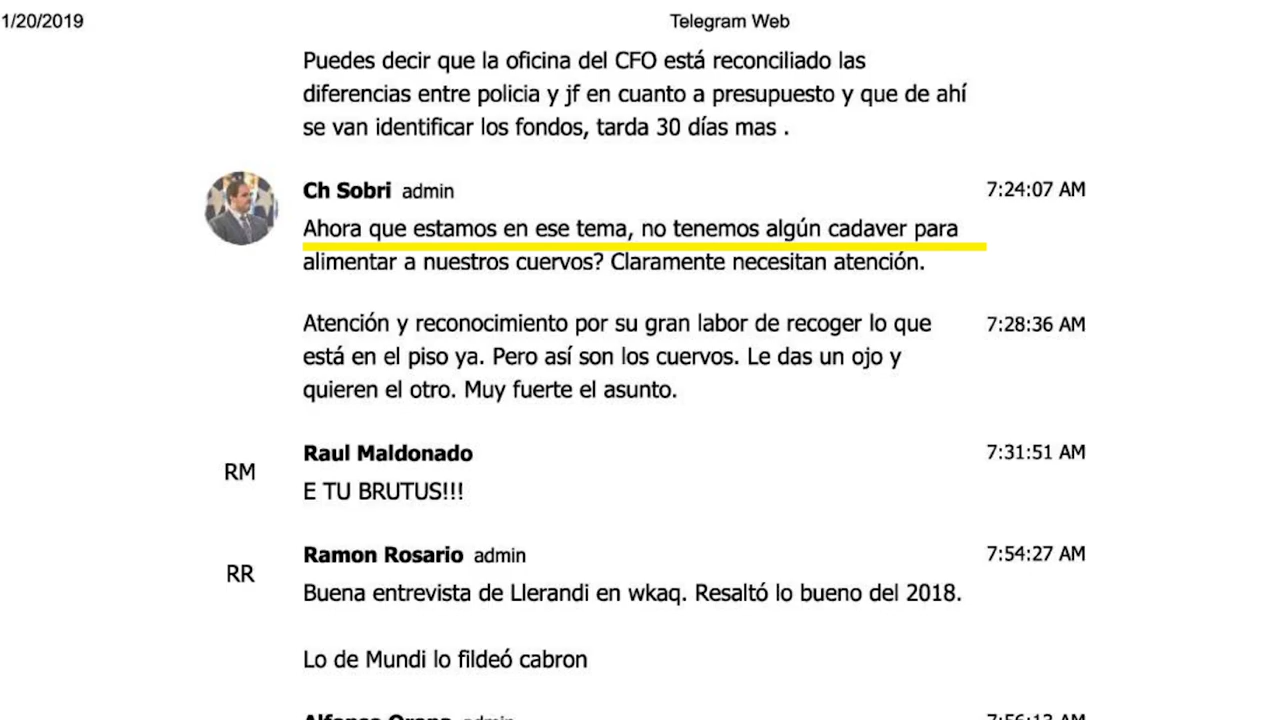 1/20/2019
Telegram Web
Puedes decir que la oficina del CFO está reconciliado las
diferencias entre policia y jf en cuanto a presupuesto y que de ahí
se van identificar los fondos, tarda 30 días mas .
Ch Sobri admin
7:24:07 AM
Ahora que estamos en ese tema, no tenemos algún cadaver para
alimentar a nuestros cuervos? Claramente necesitan atención.
Atención y reconocimiento por su gran labor de recoger lo que
7:28:36 AM
está en el piso ya. Pero así son los cuervos. Le das un ojo y
quieren el otro. Muy fuerte el asunto.
Raul Maldonado
7:31:51 AM
RM
E TU BRUTUS!!!
Ramon Rosario admin
7:54:27 AM
RR
Buena entrevista de Llerandi en wkaq. Resaltó lo bueno del 2018.
Lo de Mundi lo fildeó cabron
admin
7:56:13 AM